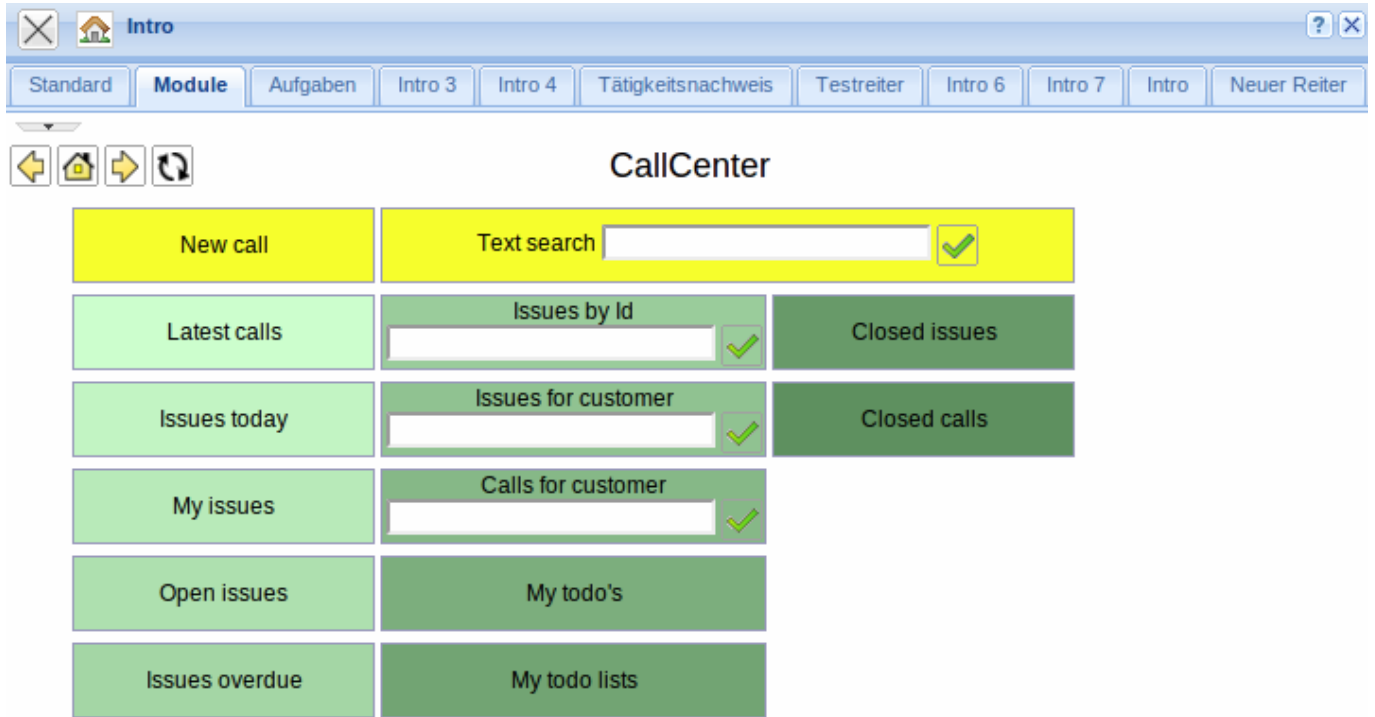 Intro
?
Standard Module Aufgaben Intro 3 Intro 4 Tätigkeitsnachweis Testreiter Intro 6 Intro 7 Intro Neuer Reiter
CallCenter
New call Text search
Latest calls Issues by Id Closed issues
Issues today Issues for customer Closed calls
My issues Calls for customer
Open issues My todo's
Issues overdue My todo lists